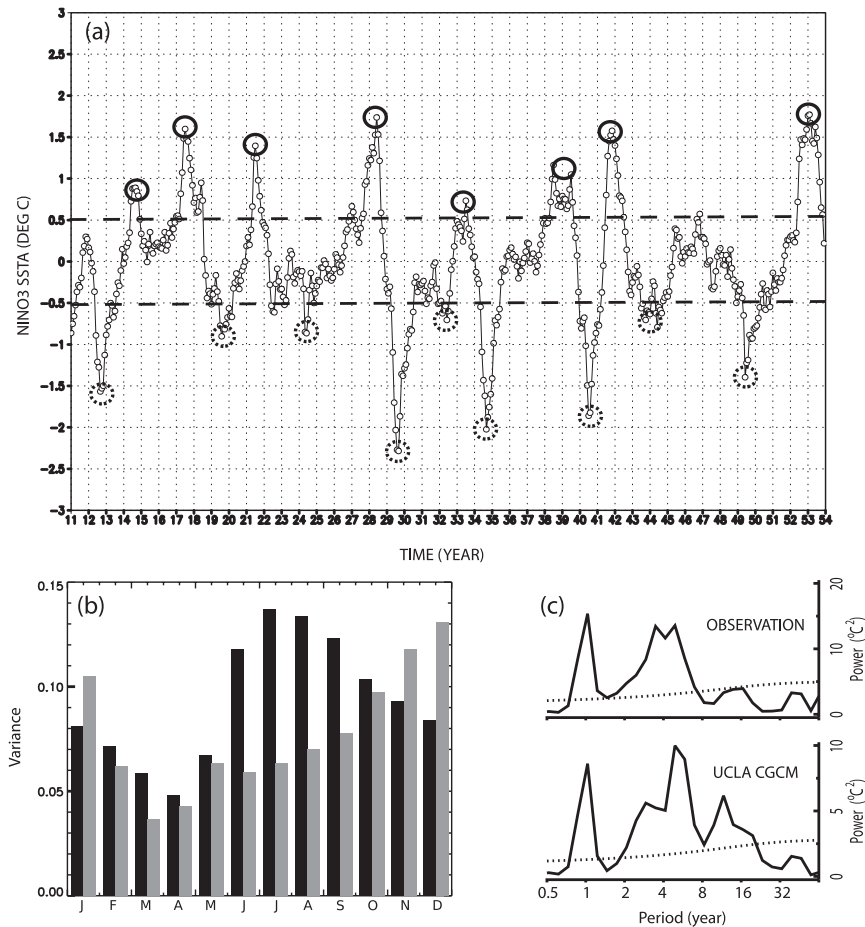 (a)
3
2.5
2
1.5
1
0.5
0
−0.5
−1
−1.5
−2
−2.5
−3
NINO3 SSTA (DEG C)
11 12 13 14 15 16 17 18 19 20 21 22 23 24 25 26 27 28 29 30 31 32 33 34 35 36 37 38 39 40 41 42 43 44 45 46 47 48 49 50 51 52 53 54
TIME (YEAR)
(b)
0.15
0.10
0.05
0.00
Variance
J F M A M J J A S O N D
(c)
OBSERVATION
20
10
0
Power (°C²)
UCLA CGCM
10
5
0
Power (°C²)
0.5 1 2 4 8 16 32
Period (year)